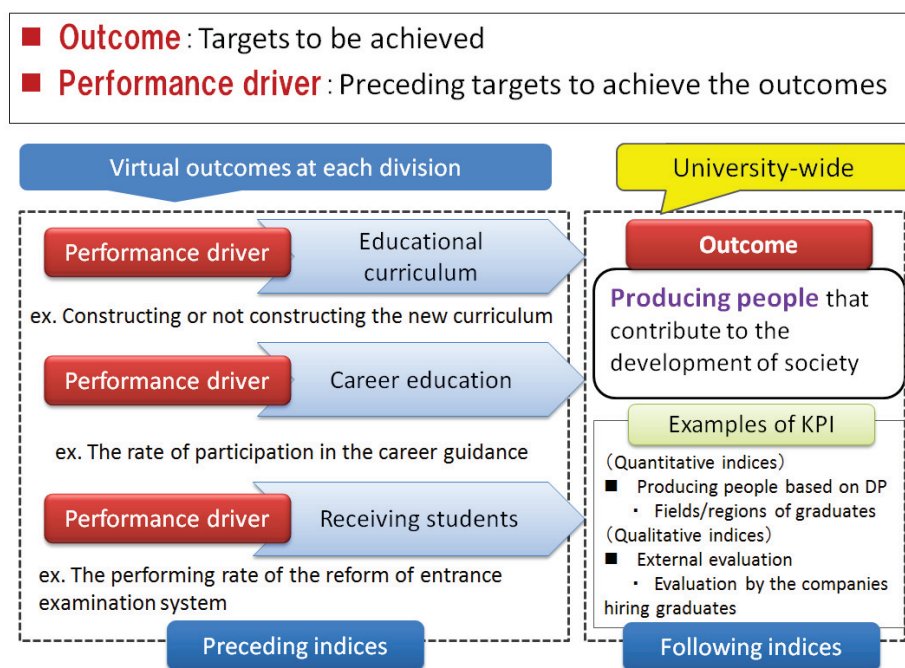 ■ Outcome : Targets to be achieved
■ Performance driver : Preceding targets to achieve the outcomes
Virtual outcomes at each division
University-wide
Performance driver
Educational
curriculum
ex. Constructing or not constructing the new curriculum
Performance driver
Career education
ex. The rate of participation in the career guidance
Performance driver
Receiving students
ex. The performing rate of the reform of entrance
examination system
Preceding indices
Outcome
Producing people that
contribute to the
development of society
Examples of KPI
(Quantitative indices)
■ Producing people based on DP
・ Fields/regions of graduates
(Qualitative indices)
■ External evaluation
・ Evaluation by the companies
hiring graduates
Following indices